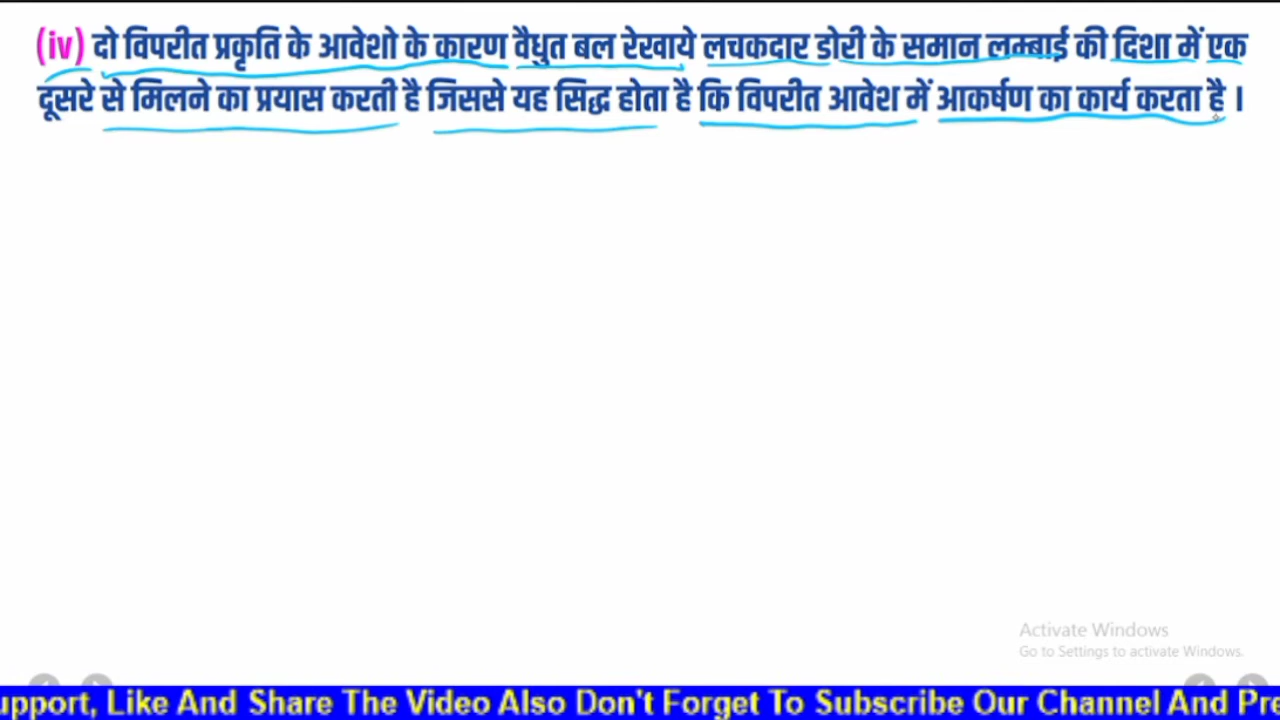 (iv) दो विपरीत प्रकृति के आवेशो के कारण वैधुत बल रेखाये लचकदार डोरी के समान लम्बाई की दिशा में एक
दूसरे से मिलने का प्रयास करती है जिससे यह सिद्ध होता है कि विपरीत आवेश में आकर्षण का कार्य करता है ।
Activate Windows
Go to Settings to activate Windows.
upport, Like And Share The Video Also Don't Forget To Subscribe Our Channel And Pre